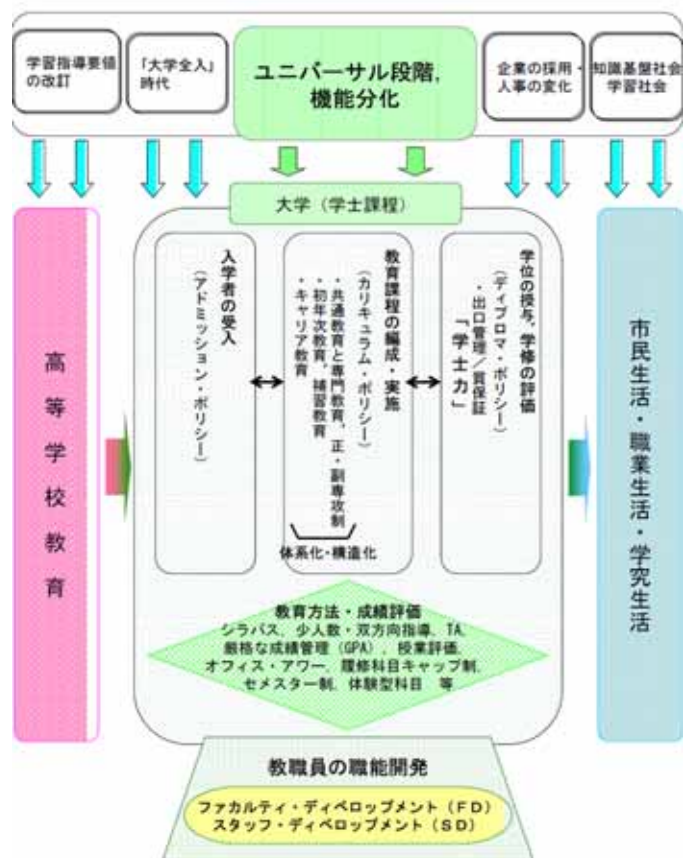 学習指導要領
の改訂
「大学全入」
時代
ユニバーサル段階,
機能分化
企業の採用・
人事の変化
知識基盤社会
学習社会
大学（学士課程）
高等学校教育
入学者の受入
（アドミッション・ポリシー）
教育課程の編成・実施
（カリキュラム・ポリシー）
・共通教育と専門教育，正・副専攻制
・初年次教育，補習教育
・キャリア教育
体系化・構造化
学位の授与，学修の評価
（ディプロマ・ポリシー）
・出口管理／質保証
「学士力」
市民生活・職業生活・学究生活
教育方法・成績評価
シラバス，少人数・双方向指導，TA，
厳格な成績管理（GPA），授業評価，
オフィス・アワー，履修科目キャップ制，
セメスター制，体験型科目　等
教職員の職能開発
ファカルティ・ディベロップメント（ＦＤ）
スタッフ・ディベロップメント（ＳＤ）